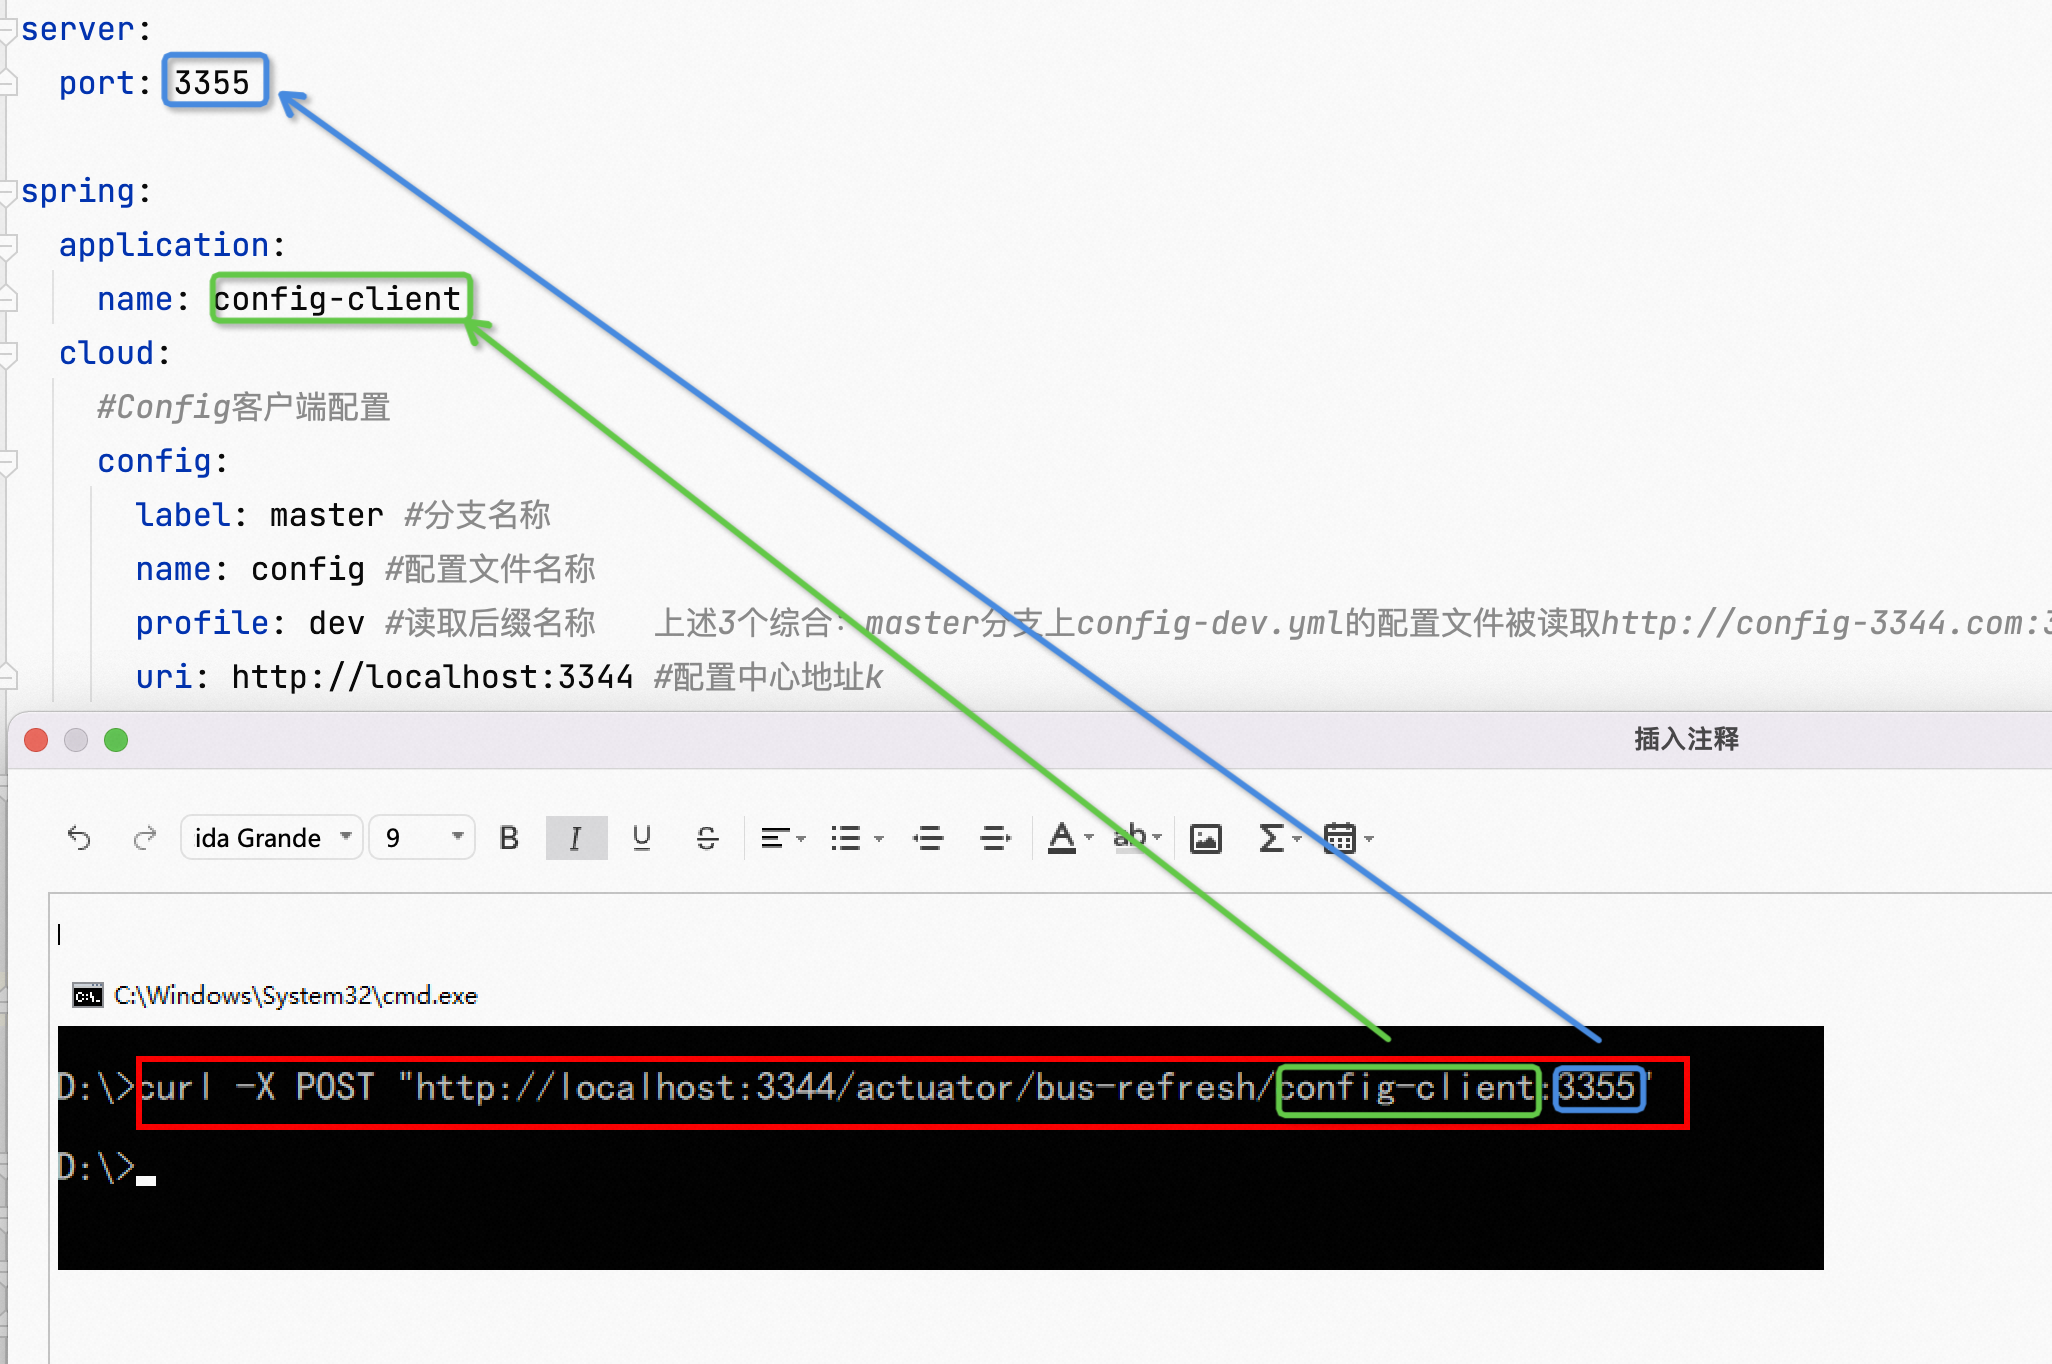 server:
port: 3355
spring:
application:
name: config-client
cloud:
#Config客户端配置
config:
label: master #分支名称
name: config #配置文件名称
profile: dev #读取后缀名称 上述3个综合：master分支上config-dev.yml的配置文件被读取http://config-3344.com:3
uri: http://localhost:3344 #配置中心地址k
插入注释
ida Grande 9 B I U S A ab Σ
C:\Windows\System32\cmd.exe
D:\>curl -X POST "http://localhost:3344/actuator/bus-refresh/config-client:3355"
D:\>